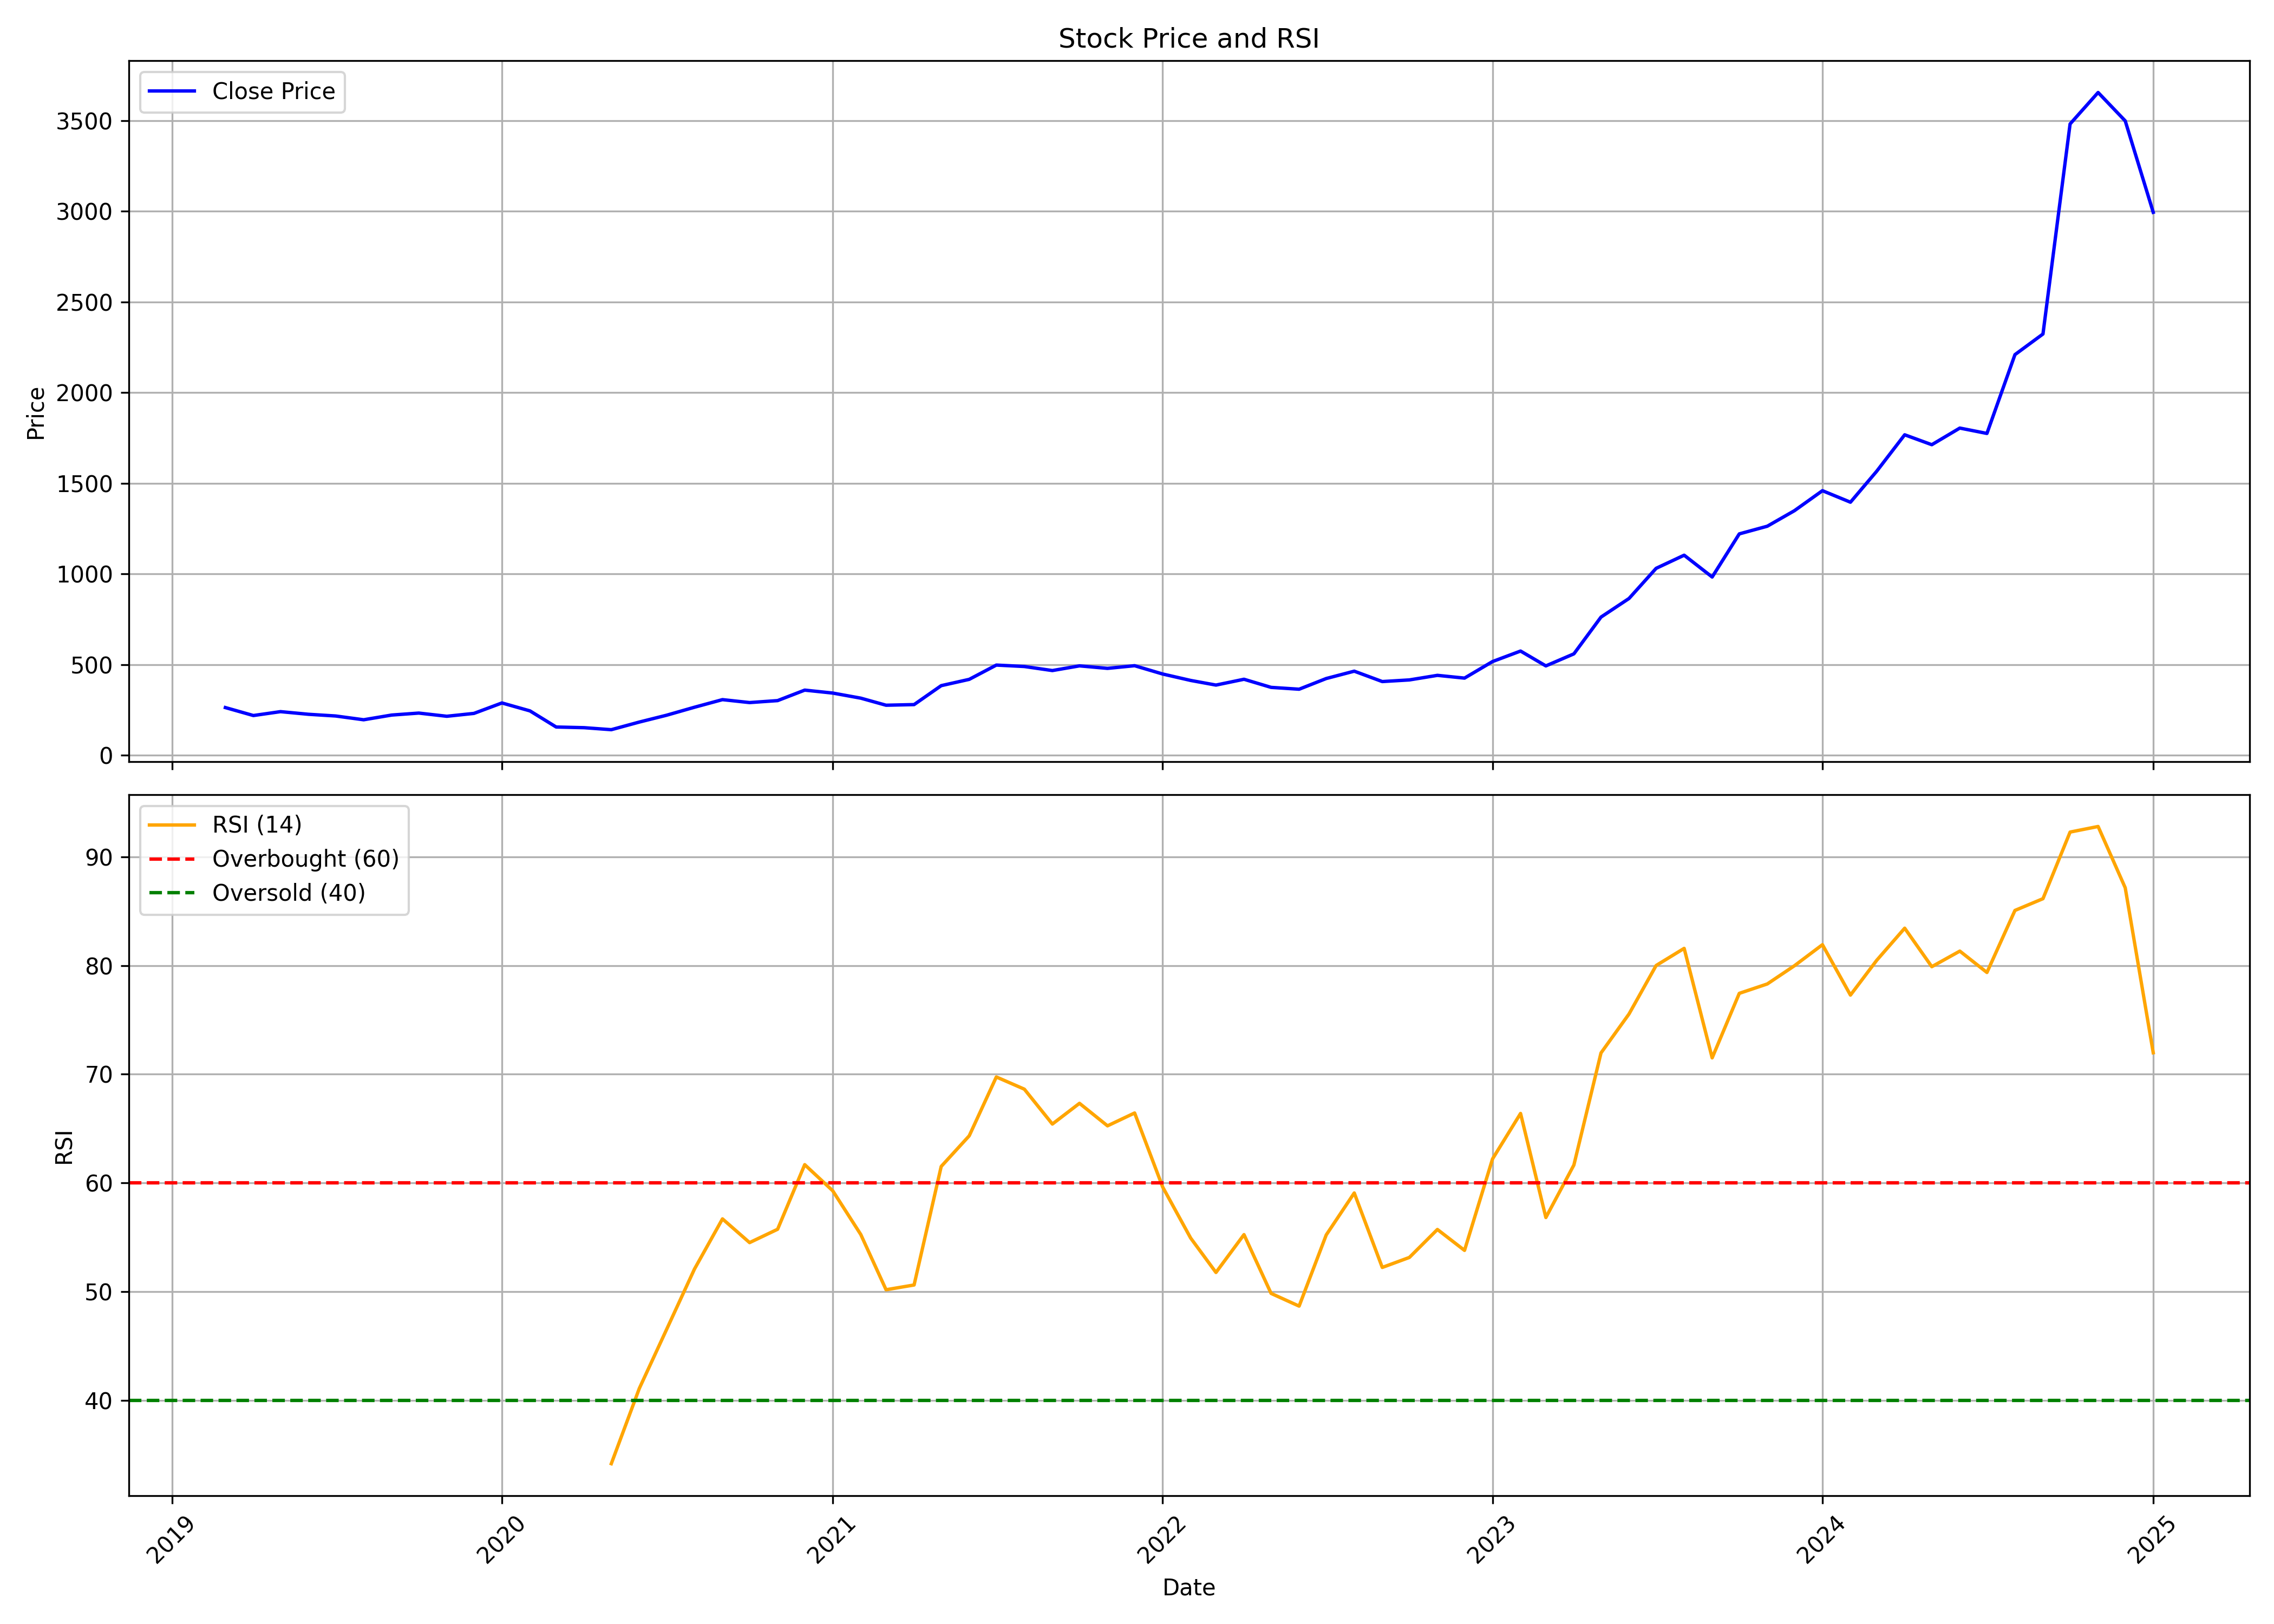 Stock Price and RSI
Close Price
3500
3000
2500
2000
1500
1000
500
0
Price
RSI (14)
Overbought (60)
Oversold (40)
90
80
70
60
50
40
RSI
2019
2020
2021
2022
2023
2024
2025
Date